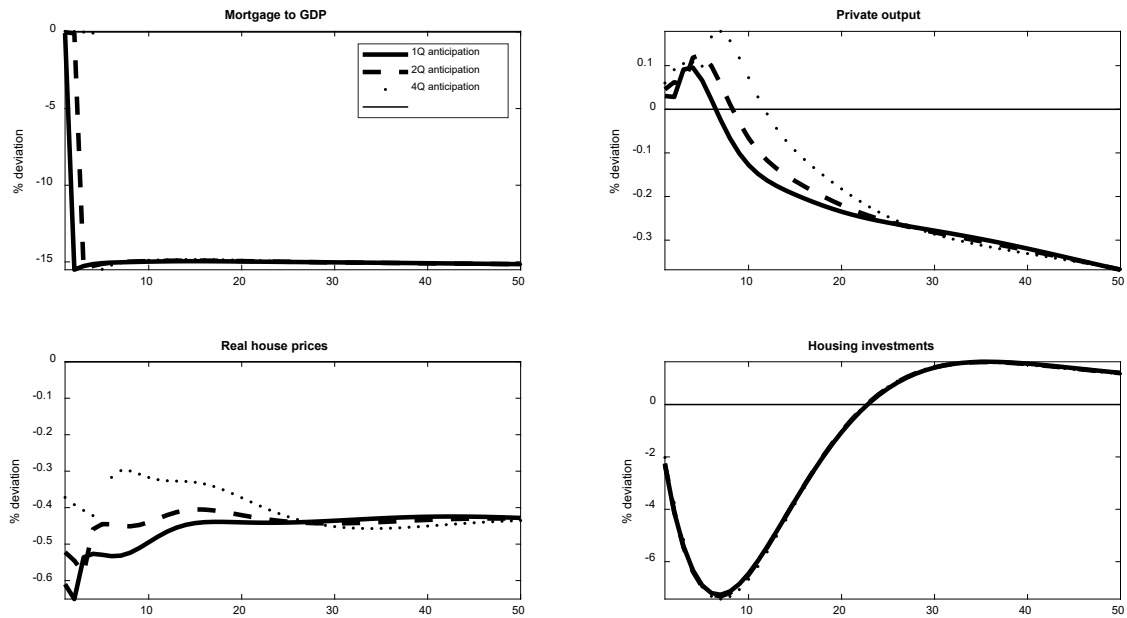 Mortgage to GDP
0
-5
-10
-15
% deviation
10 20 30 40 50
1Q anticipation
2Q anticipation
4Q anticipation
Private output
0.1
0
-0.1
-0.2
-0.3
% deviation
10 20 30 40 50
Real house prices
0
-0.1
-0.2
-0.3
-0.4
-0.5
-0.6
% deviation
10 20 30 40 50
Housing investments
0
-2
-4
-6
% deviation
10 20 30 40 50